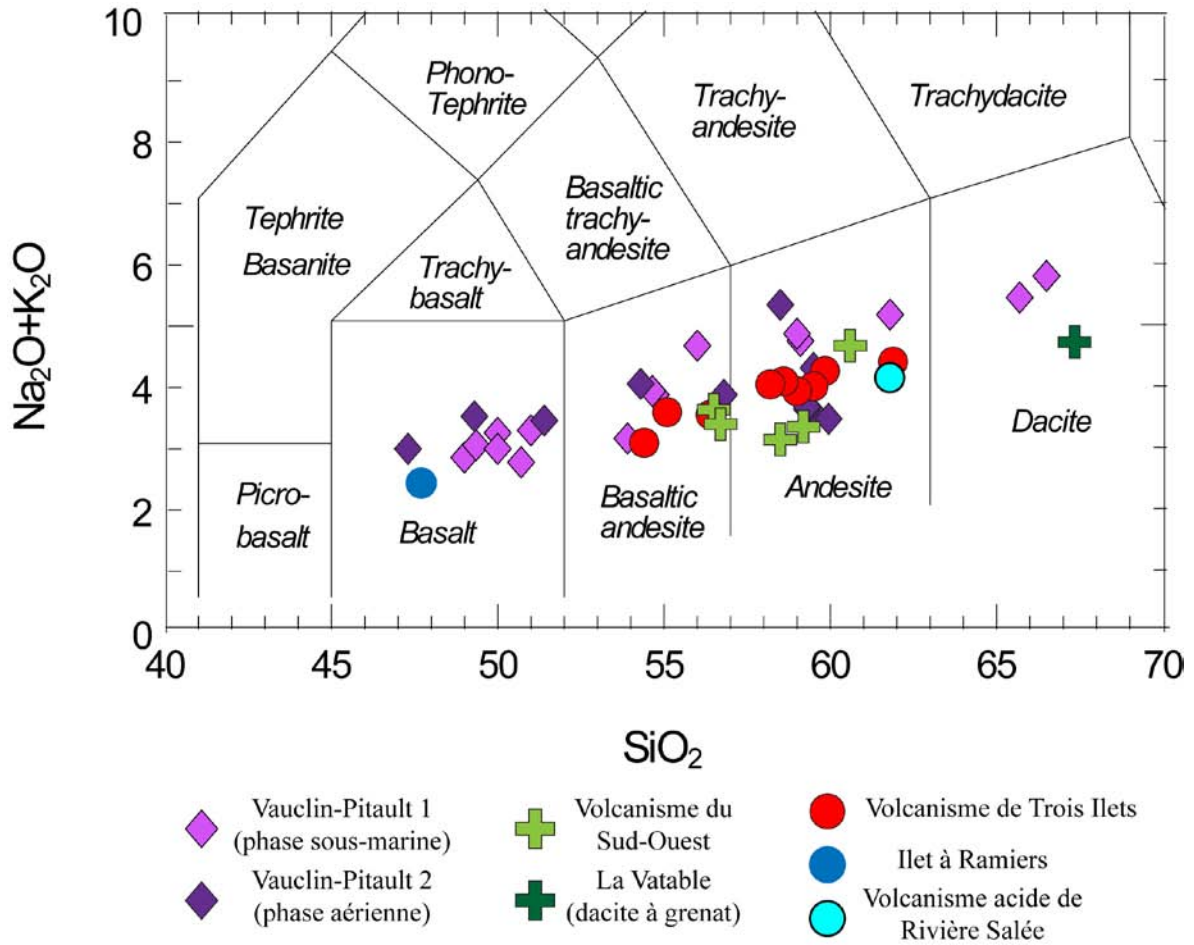 10
8
6
4
2
0
Na₂O+K₂O
Phono-
Tephrite
Trachy-
andesite
Trachydacite
Tephrite
Basanite
Basaltic
trachy-
andesite
Trachy-
basalt
Picro-
basalt
Basalt
Basaltic
andesite
Andesite
Dacite
40 45 50 55 60 65 70
SiO₂
Vauclin-Pitault 1
(phase sous-marine)
Vauclin-Pitault 2
(phase aérienne)
Volcanisme du
Sud-Ouest
La Vatable
(dacite à grenat)
Volcanisme de Trois Ilets
Ilet à Ramiers
Volcanisme acide de
Rivière Salée